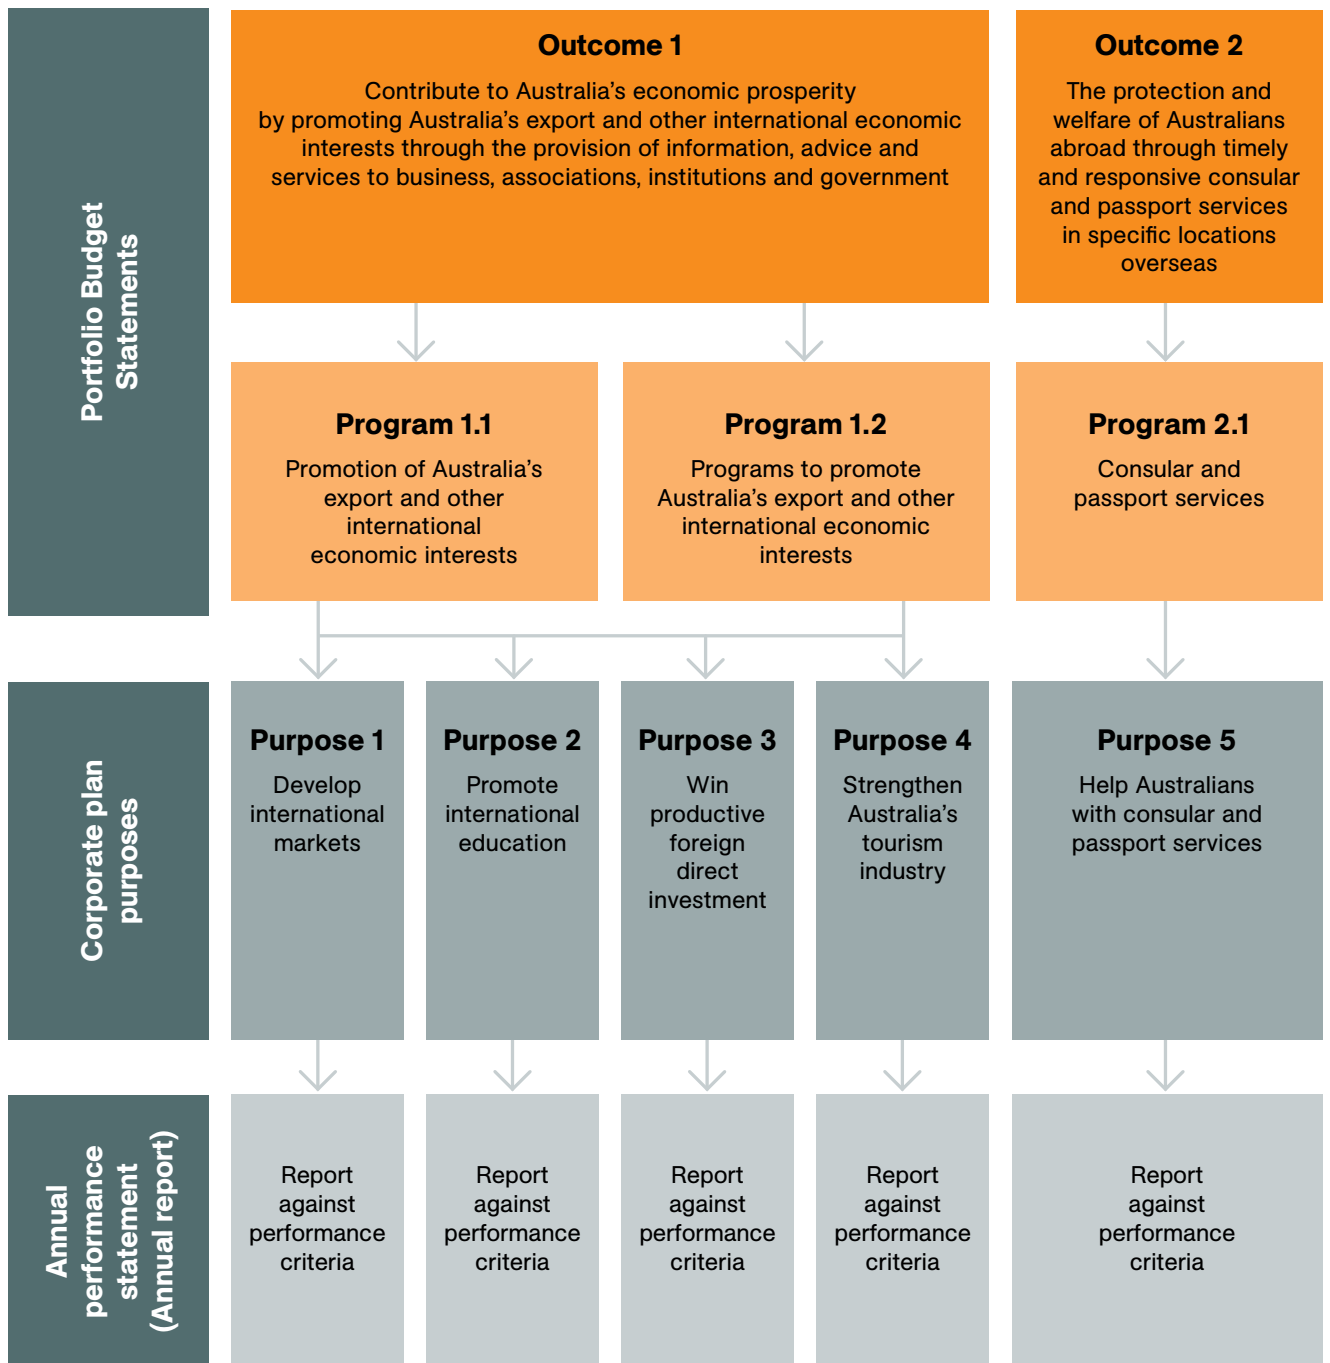 Portfolio Budget
Statements
Outcome 1
Contribute to Australia’s economic prosperity
by promoting Australia’s export and other international economic
interests through the provision of information, advice and
services to business, associations, institutions and government
Outcome 2
The protection and
welfare of Australians
abroad through timely
and responsive consular
and passport services
in specific locations
overseas
Program 1.1
Promotion of Australia’s
export and other
international
economic interests
Program 1.2
Programs to promote
Australia’s export and other
international economic
interests
Program 2.1
Consular and
passport services
Corporate plan
purposes
Purpose 1
Develop
international
markets
Purpose 2
Promote
international
education
Purpose 3
Win
productive
foreign
direct
investment
Purpose 4
Strengthen
Australia’s
tourism
industry
Purpose 5
Help Australians
with consular and
passport services
Annual
performance
statement
(Annual report)
Report
against
performance
criteria
Report
against
performance
criteria
Report
against
performance
criteria
Report
against
performance
criteria
Report
against
performance
criteria